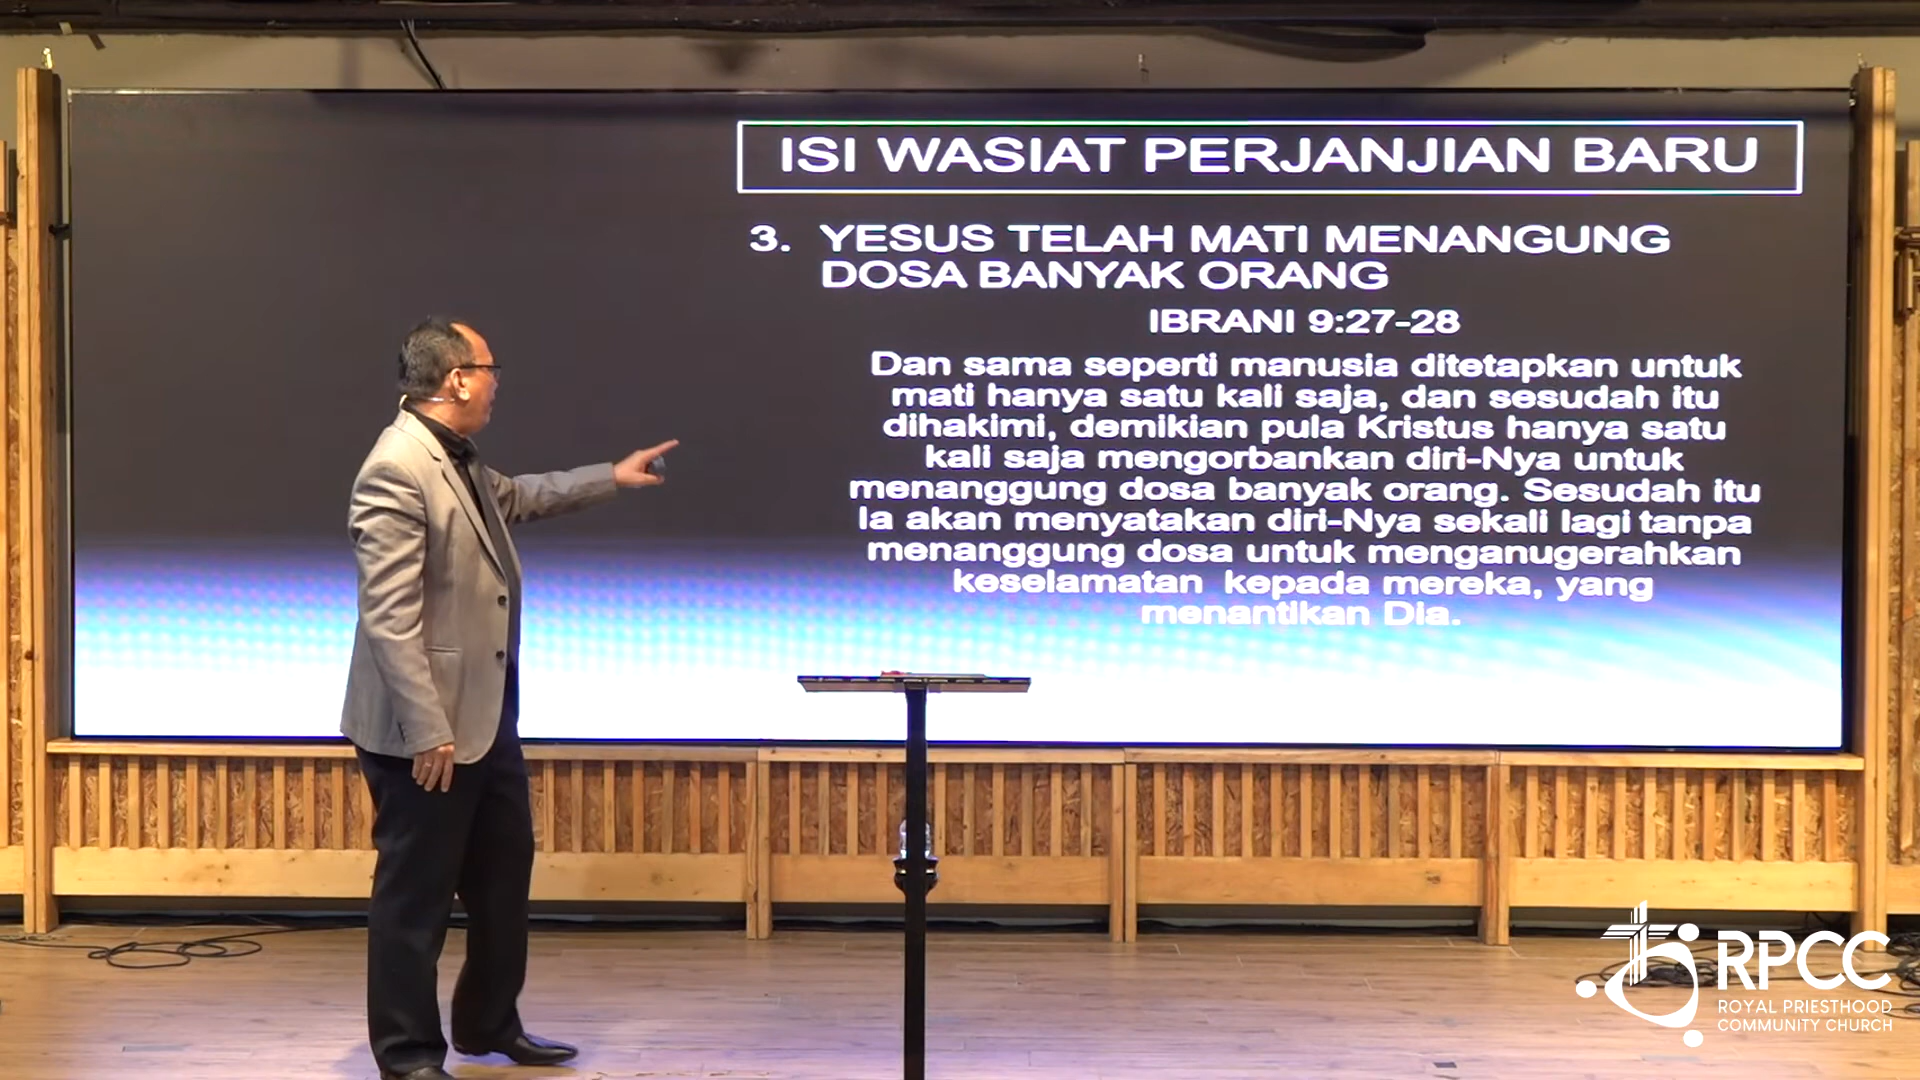 ISI WASIAT PERJANJIAN BARU
3. YESUS TELAH MATI MENANGUNG
DOSA BANYAK ORANG
IBRANI 9:27-28
Dan sama seperti manusia ditetapkan untuk
mati hanya satu kali saja, dan sesudah itu
dihakimi, demikian pula Kristus hanya satu
kali saja mengorbankan diri-Nya untuk
menanggung dosa banyak orang. Sesudah itu
Ia akan menyatakan diri-Nya sekali lagi tanpa
menanggung dosa untuk menganugerahkan
keselamatan kepada mereka, yang
menantikan Dia.
RPCC
ROYAL PRIESTHOOD
COMMUNITY CHURCH